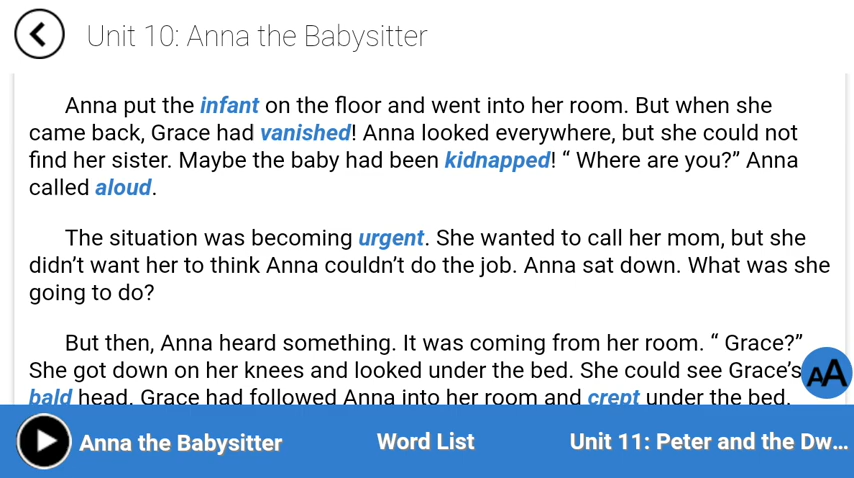 Unit 10: Anna the Babysitter
Anna put the infant on the floor and went into her room. But when she
came back, Grace had vanished! Anna looked everywhere, but she could not
find her sister. Maybe the baby had been kidnapped! “ Where are you?” Anna
called aloud.
The situation was becoming urgent. She wanted to call her mom, but she
didn’t want her to think Anna couldn’t do the job. Anna sat down. What was she
going to do?
But then, Anna heard something. It was coming from her room. “ Grace?”
She got down on her knees and looked under the bed. She could see Grace’s
AA
bald head. Grace had followed Anna into her room and crept under the bed.
Anna the Babysitter
Word List
Unit 11: Peter and the Dw...